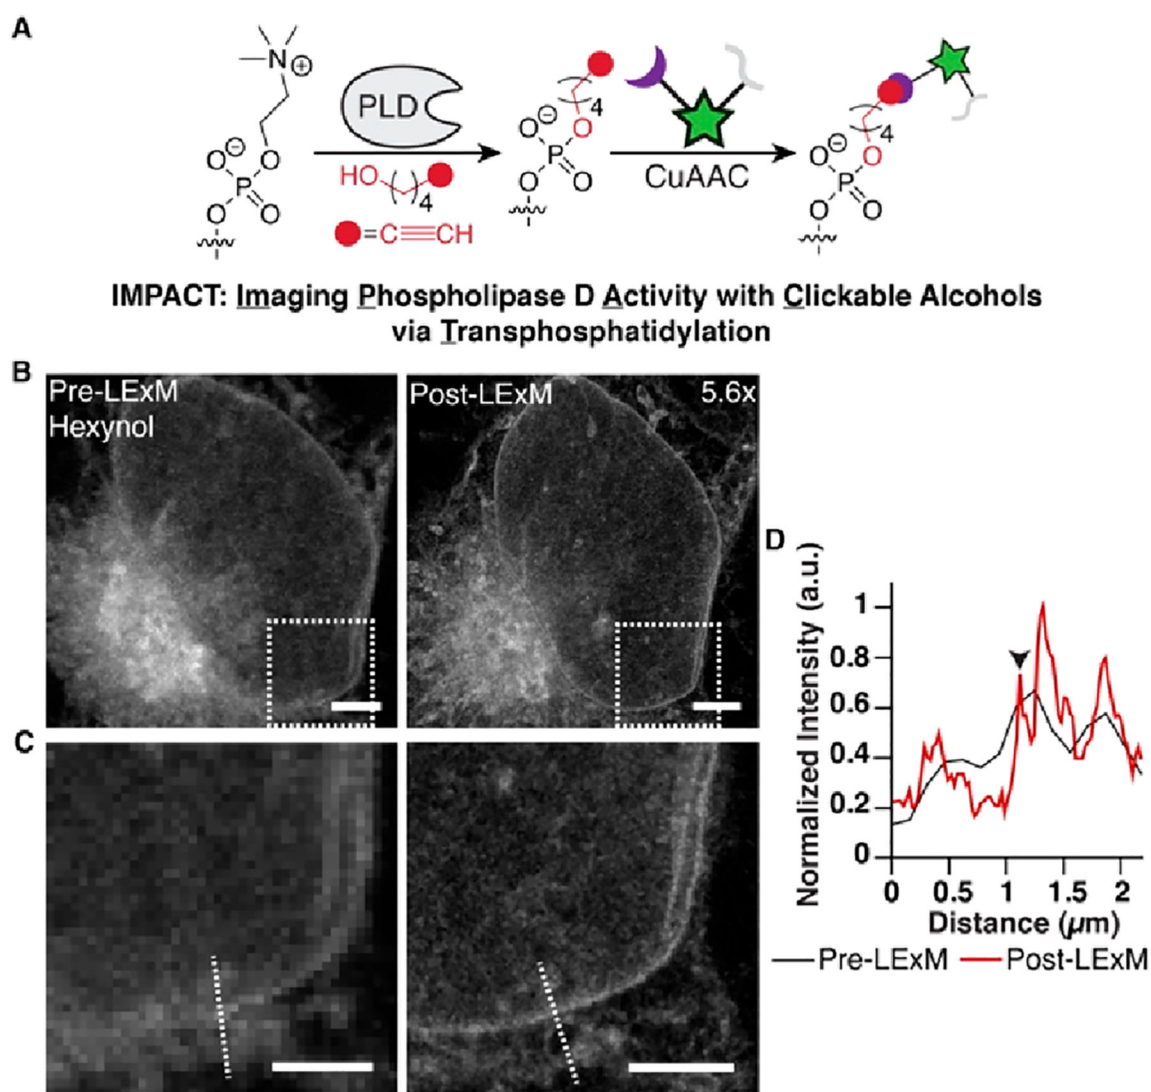 A
N
⊕
PLD
O
⊖
O
P
O
O
HO
4
=C≡CH
4
O
⊖
O
P
O
O
CuAAC
4
O
⊖
O
P
O
O
IMPACT: Imaging Phospholipase D Activity with Clickable Alcohols
via Transphosphatidylation
B
Pre-LExM
Hexynol
Post-LExM
5.6x
C
D
Normalized Intensity (a.u.)
1
0.8
0.6
0.4
0.2
0
0
0.5
1
1.5
2
Distance (µm)
Pre-LExM
Post-LExM